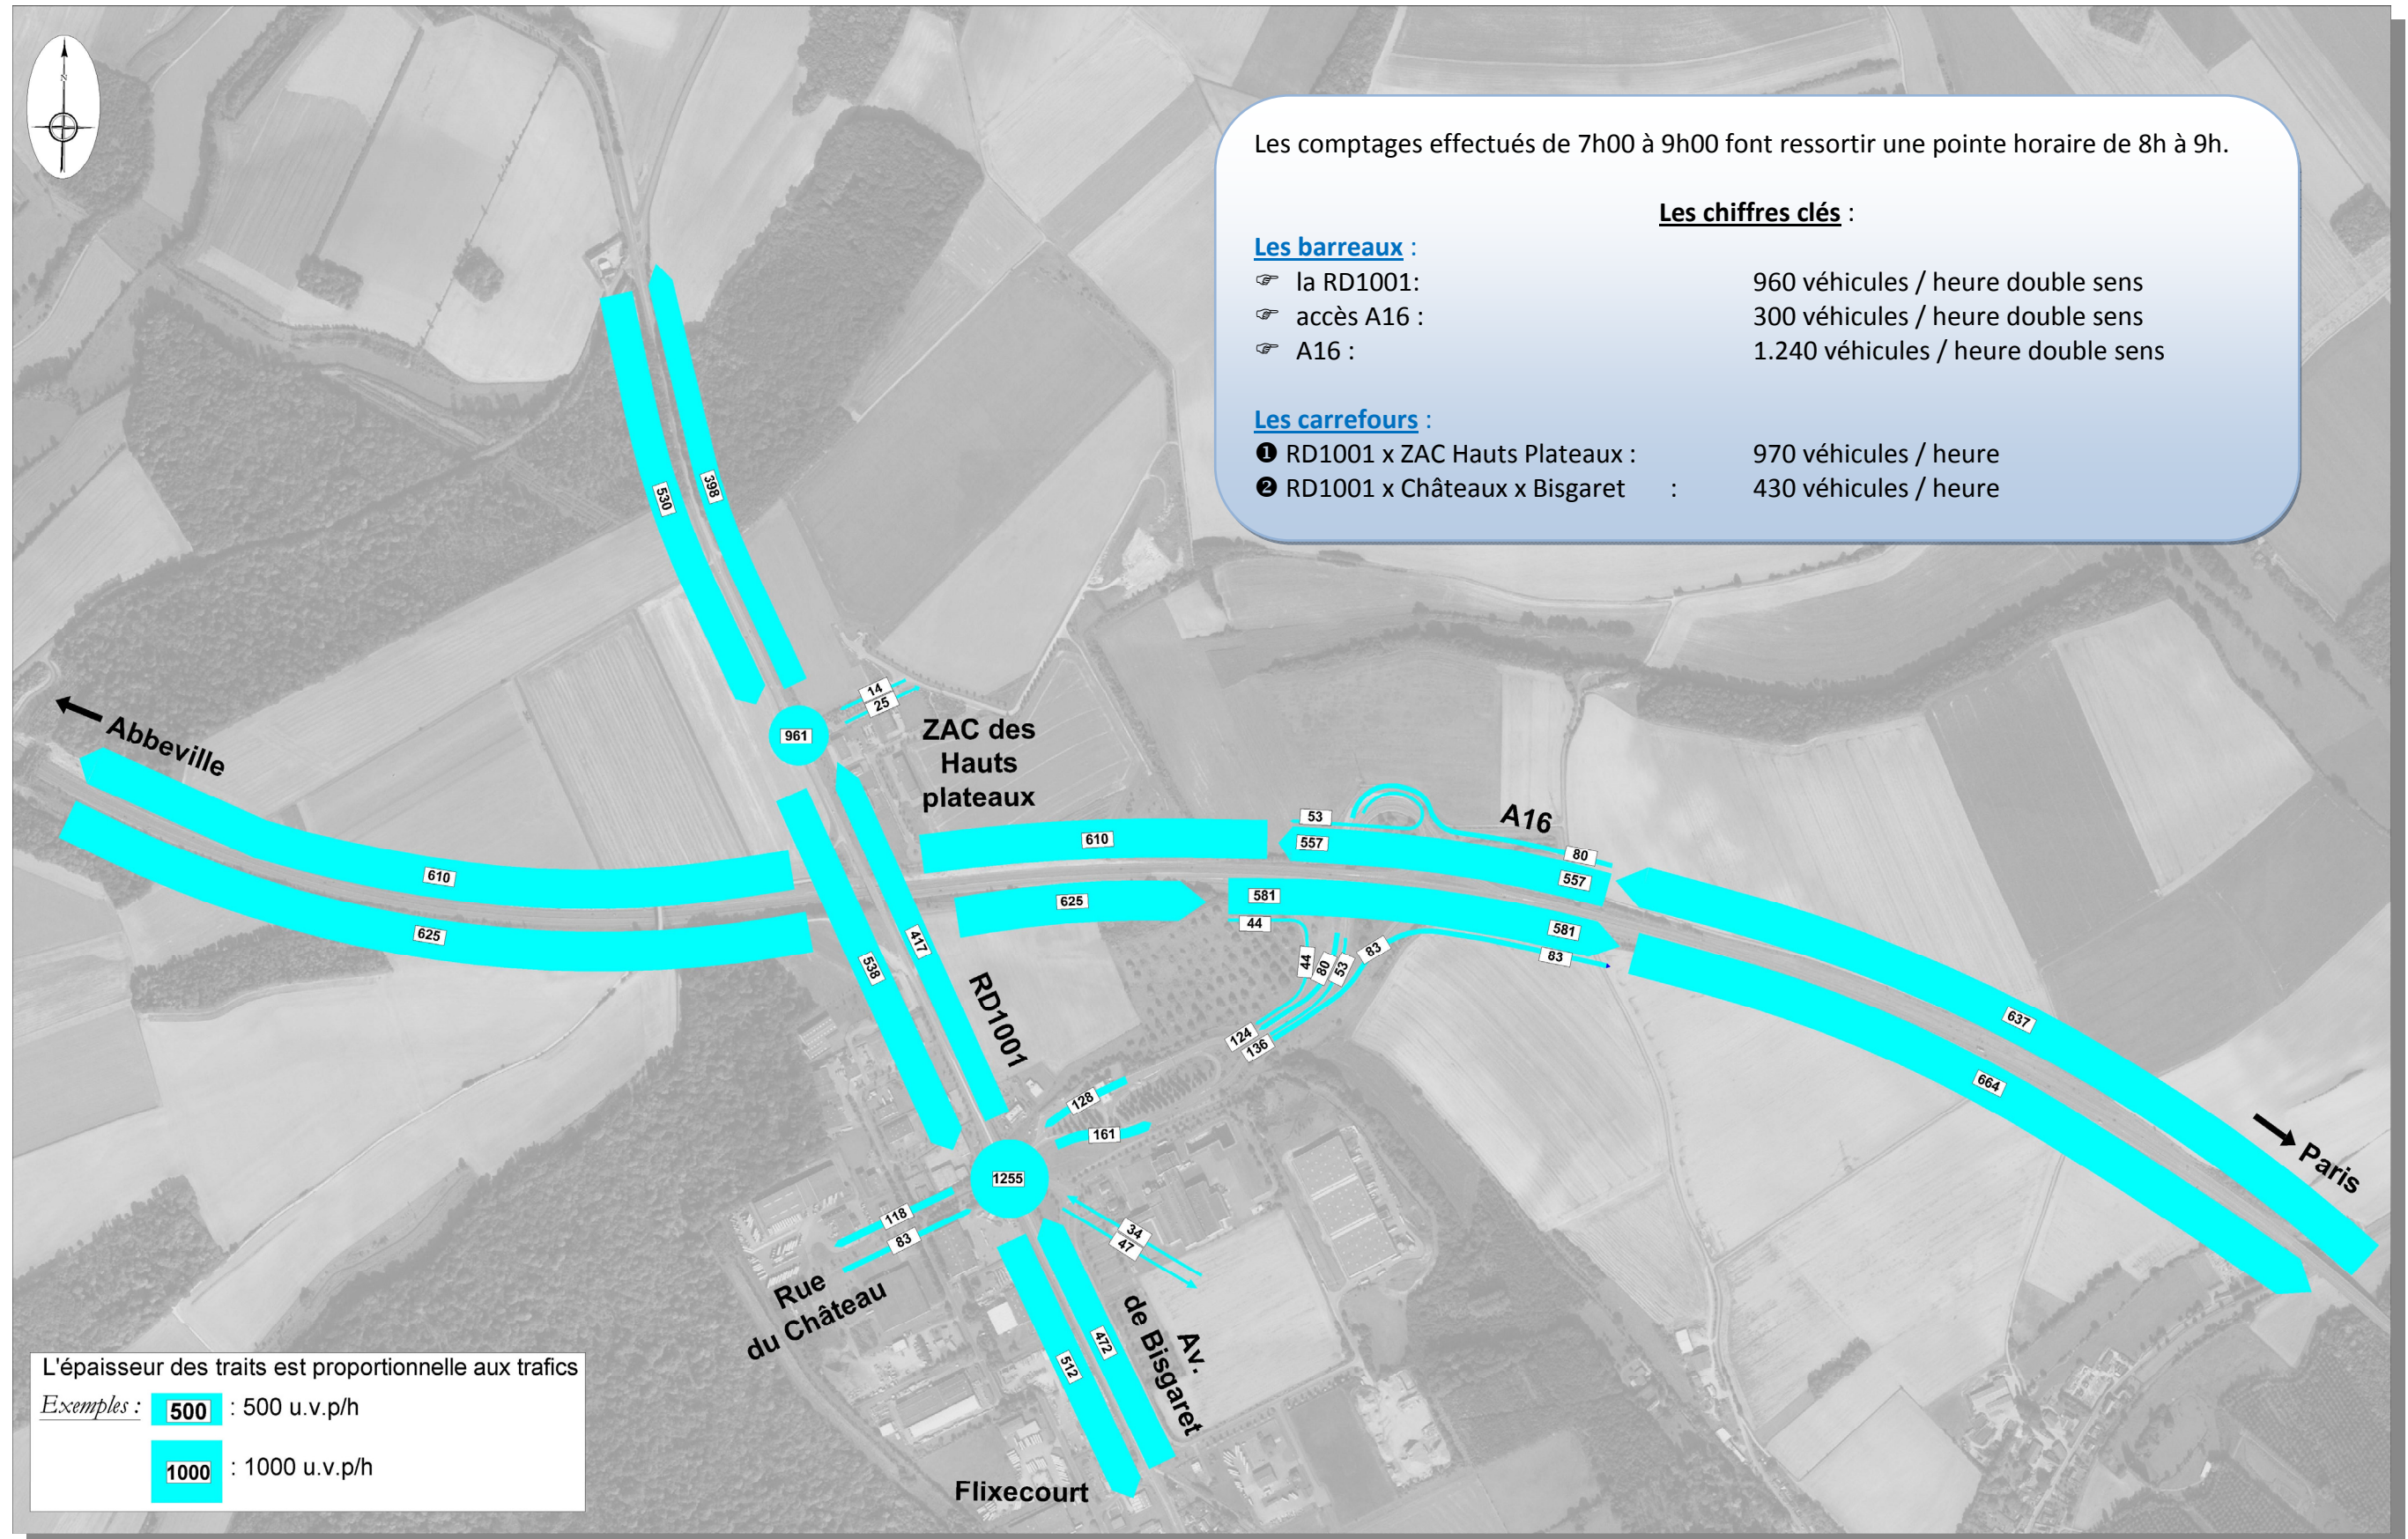 N
Les comptages effectués de 7h00 à 9h00 font ressortir une pointe horaire de 8h à 9h.
Les chiffres clés :
Les barreaux :
☞ la RD1001: 960 véhicules / heure double sens
☞ accès A16 : 300 véhicules / heure double sens
☞ A16 : 1.240 véhicules / heure double sens
Les carrefours :
❶ RD1001 x ZAC Hauts Plateaux : 970 véhicules / heure
❷ RD1001 x Châteaux x Bisgaret : 430 véhicules / heure
530
398
14
25
961
ZAC des
Hauts
plateaux
Abbeville
610
625
610
625
538
417
RD1001
A16
53
557
80
557
581
44
581
83
44
80
53
83
124
136
637
664
Paris
128
161
1255
118
83
34
47
Rue
du Château
Av.
de Bisgaret
472
512
Flixecourt
L'épaisseur des traits est proportionnelle aux trafics
Exemples :
500 : 500 u.v.p/h
1000 : 1000 u.v.p/h